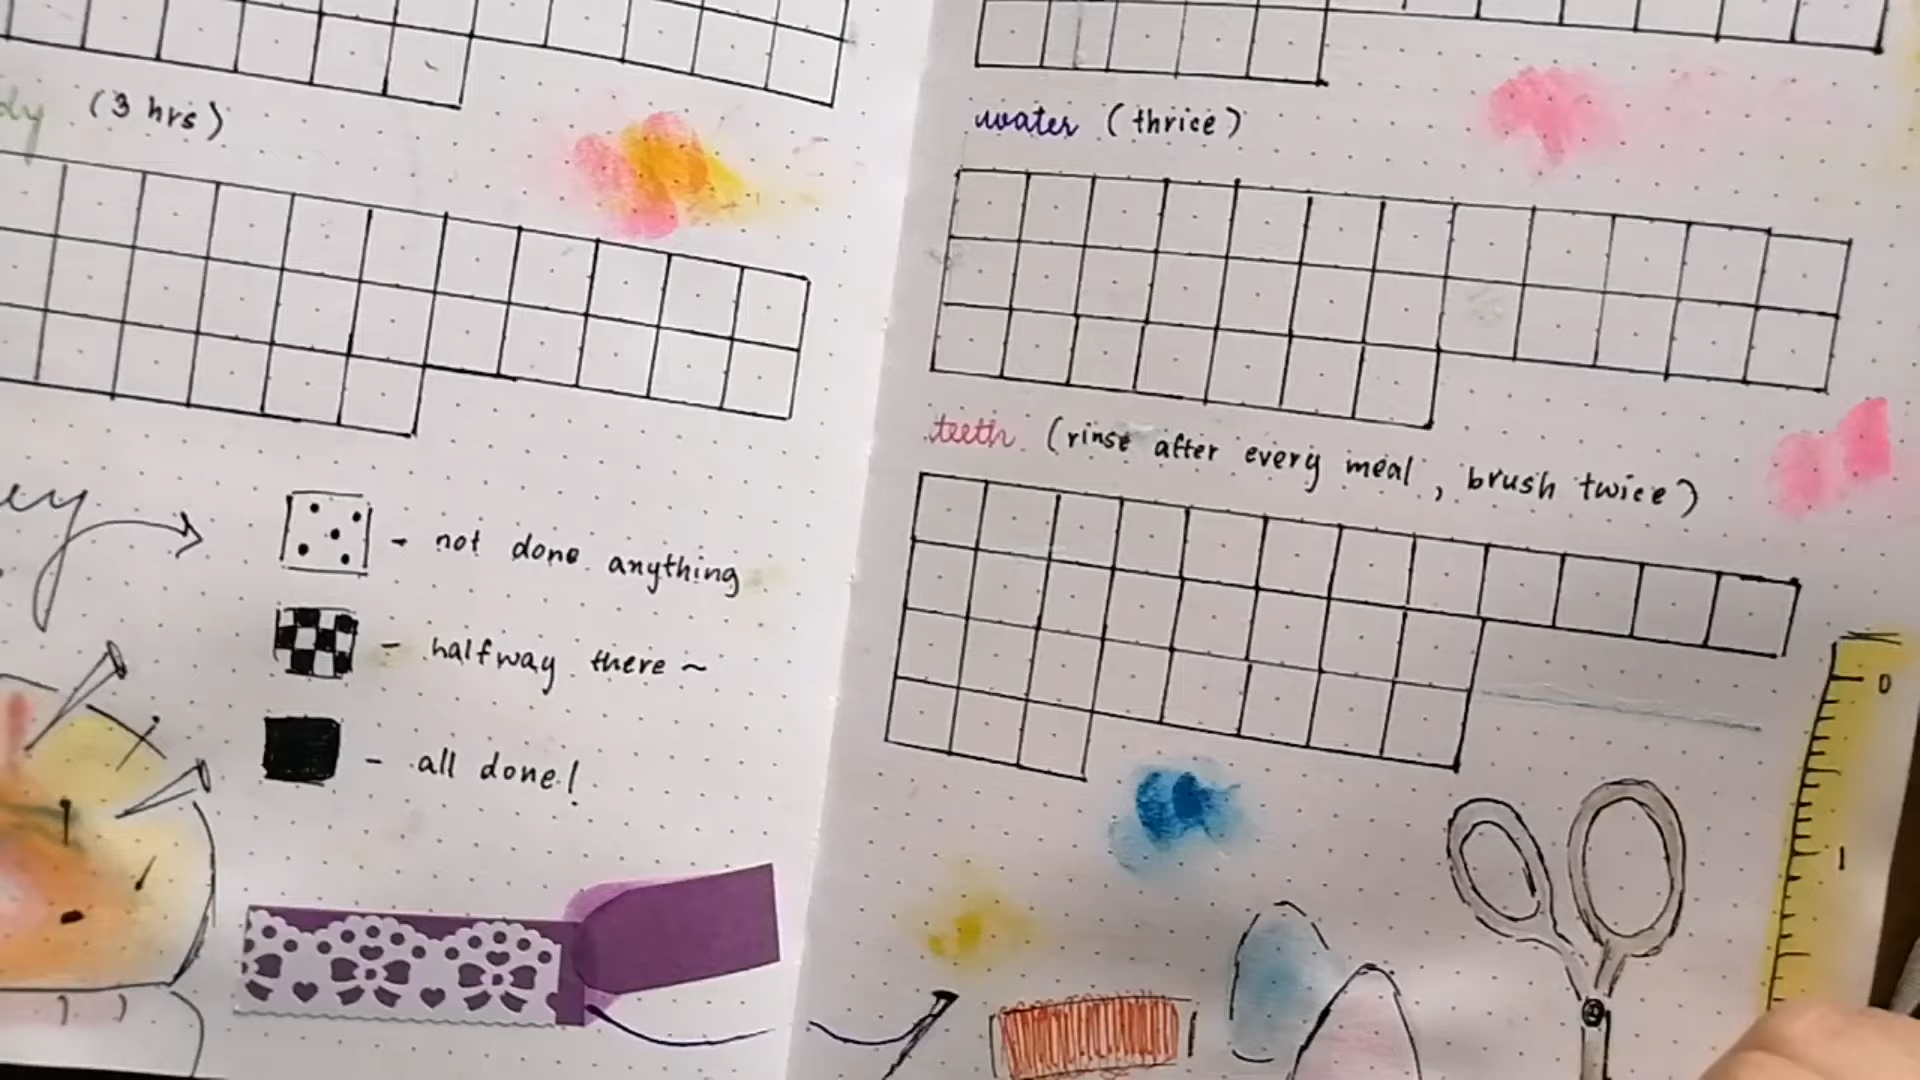 (3 hrs)
not done anything
- halfway there ~
- all done!
water (thrice)
teeth (rinse after every meal, brush twice)
0
1